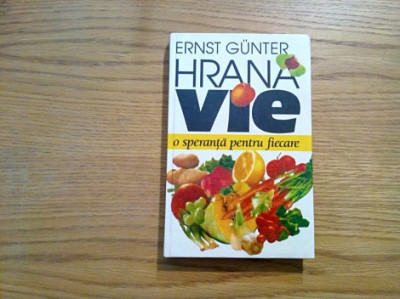 ERNST GÜNTER
HRANA
vie
o speranță pentru fiecare